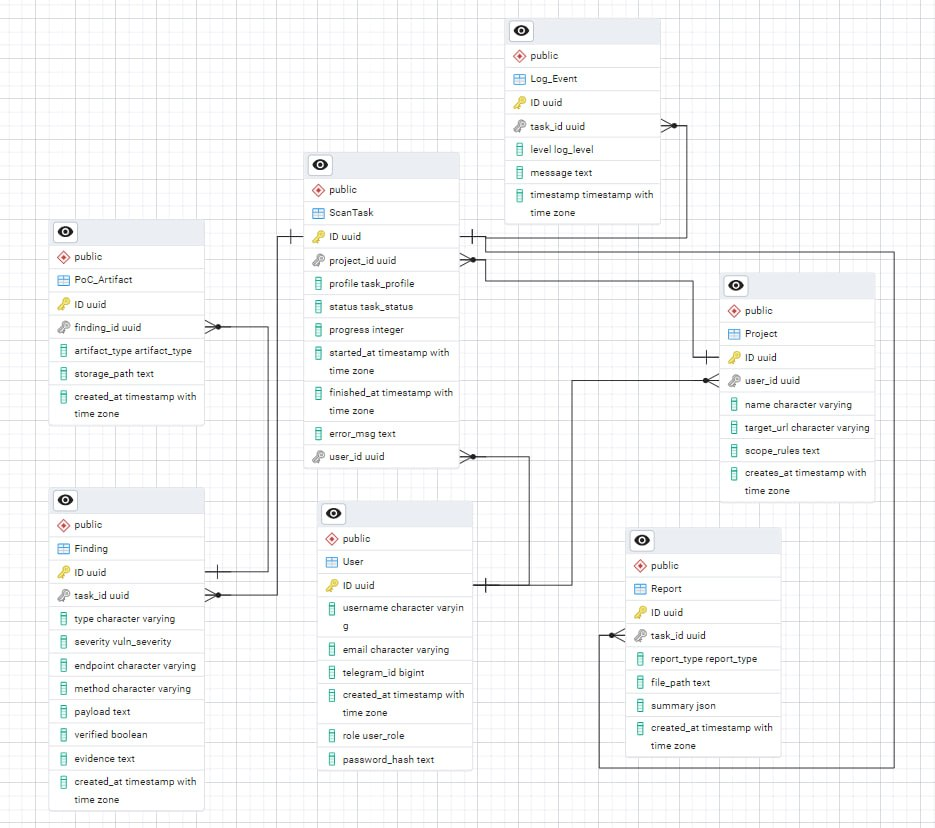 public
Log_Event
ID uuid
task_id uuid
level log_level
message text
timestamp timestamp with
time zone
public
ScanTask
ID uuid
project_id uuid
profile task_profile
status task_status
progress integer
started_at timestamp with
time zone
finished_at timestamp with
time zone
error_msg text
user_id uuid
public
PoC_Artifact
ID uuid
finding_id uuid
artifact_type artifact_type
storage_path text
created_at timestamp with
time zone
public
Project
ID uuid
user_id uuid
name character varying
target_url character varying
scope_rules text
creates_at timestamp with
time zone
public
Finding
ID uuid
task_id uuid
type character varying
severity vuln_severity
endpoint character varying
method character varying
payload text
verified boolean
evidence text
created_at timestamp with
time zone
public
User
ID uuid
username character varyin
g
email character varying
telegram_id bigint
created_at timestamp with
time zone
role user_role
password_hash text
public
Report
ID uuid
task_id uuid
report_type report_type
file_path text
summary json
created_at timestamp with
time zone